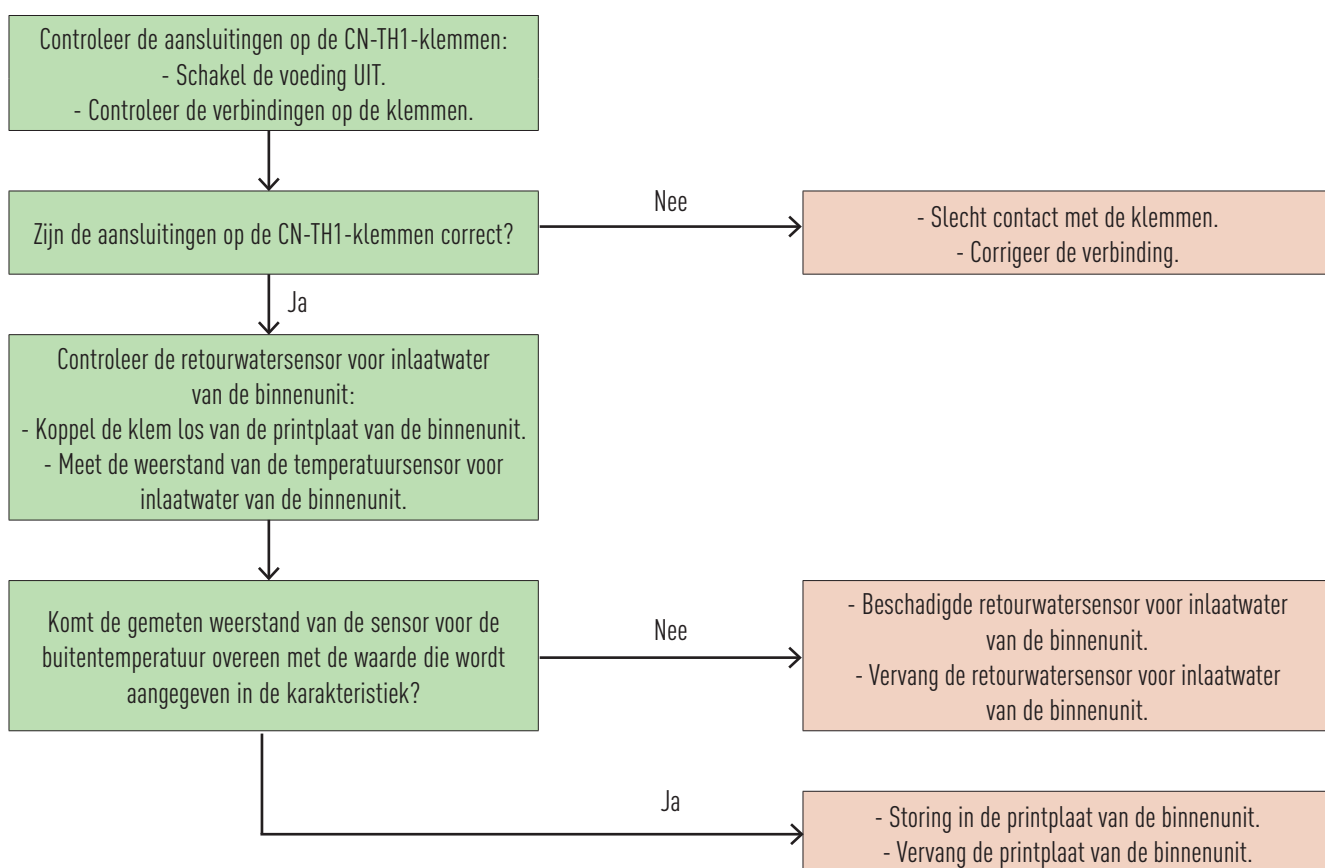 Controleer de aansluitingen op de CN-TH1-klemmen:
- Schakel de voeding UIT.
- Controleer de verbindingen op de klemmen.
Zijn de aansluitingen op de CN-TH1-klemmen correct?
Nee
- Slecht contact met de klemmen.
- Corrigeer de verbinding.
Ja
Controleer de retourwatersensor voor inlaatwater
van de binnenunit:
- Koppel de klem los van de printplaat van de binnenunit.
- Meet de weerstand van de temperatuursensor voor
inlaatwater van de binnenunit.
Komt de gemeten weerstand van de sensor voor de
buitentemperatuur overeen met de waarde die wordt
aangegeven in de karakteristiek?
Nee
- Beschadigde retourwatersensor voor inlaatwater
van de binnenunit.
- Vervang de retourwatersensor voor inlaatwater
van de binnenunit.
Ja
- Storing in de printplaat van de binnenunit.
- Vervang de printplaat van de binnenunit.